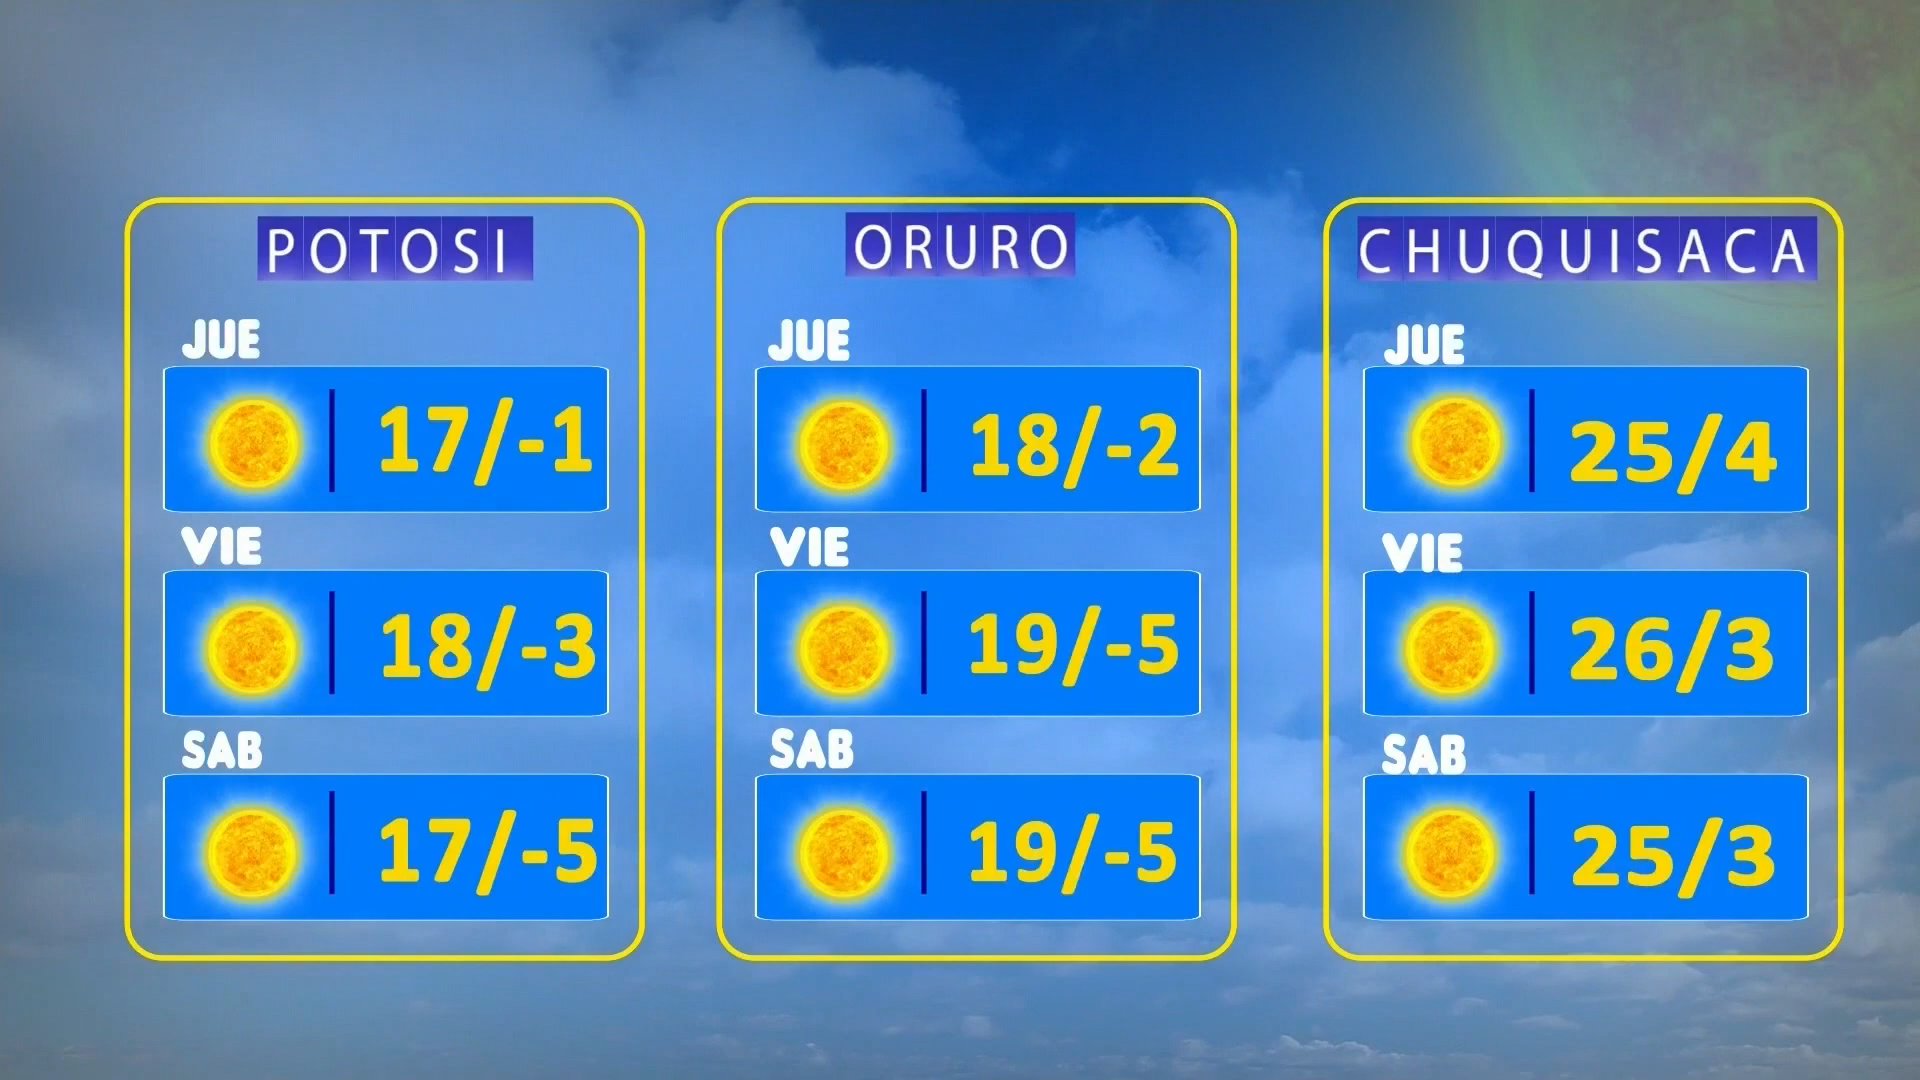 POTOSI
JUE
17/-1
VIE
18/-3
SAB
17/-5
ORURO
JUE
18/-2
VIE
19/-5
SAB
19/-5
CHUQUISACA
JUE
25/4
VIE
26/3
SAB
25/3